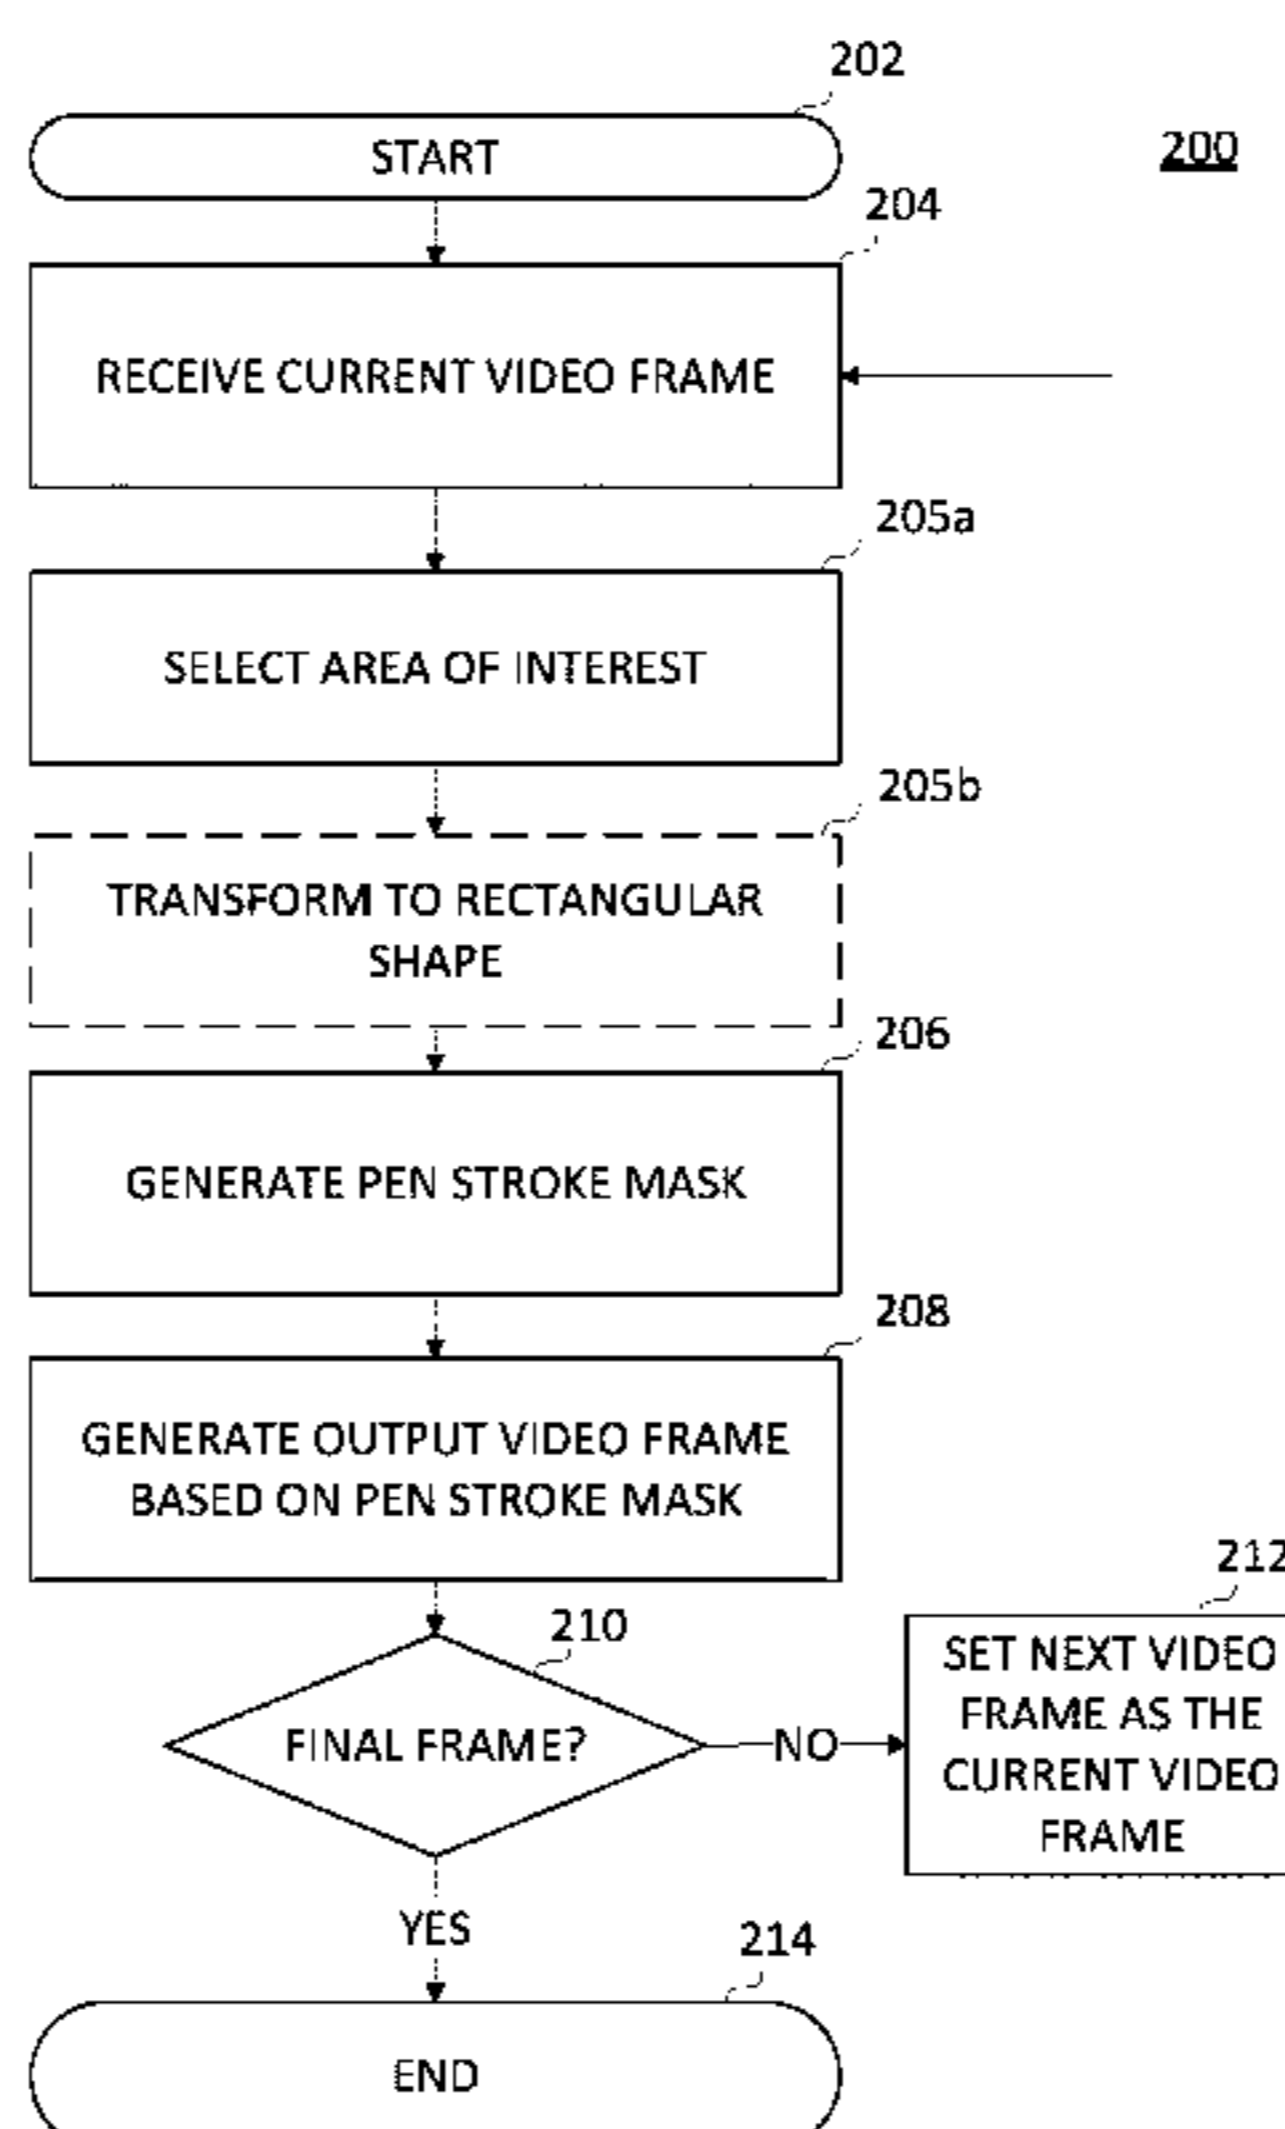 202
START
200
204
RECEIVE CURRENT VIDEO FRAME
205a
SELECT AREA OF INTEREST
205b
TRANSFORM TO RECTANGULAR
SHAPE
206
GENERATE PEN STROKE MASK
208
GENERATE OUTPUT VIDEO FRAME
BASED ON PEN STROKE MASK
212
210
SET NEXT VIDEO
FRAME AS THE
CURRENT VIDEO
FRAME
FINAL FRAME?
NO
YES
214
END